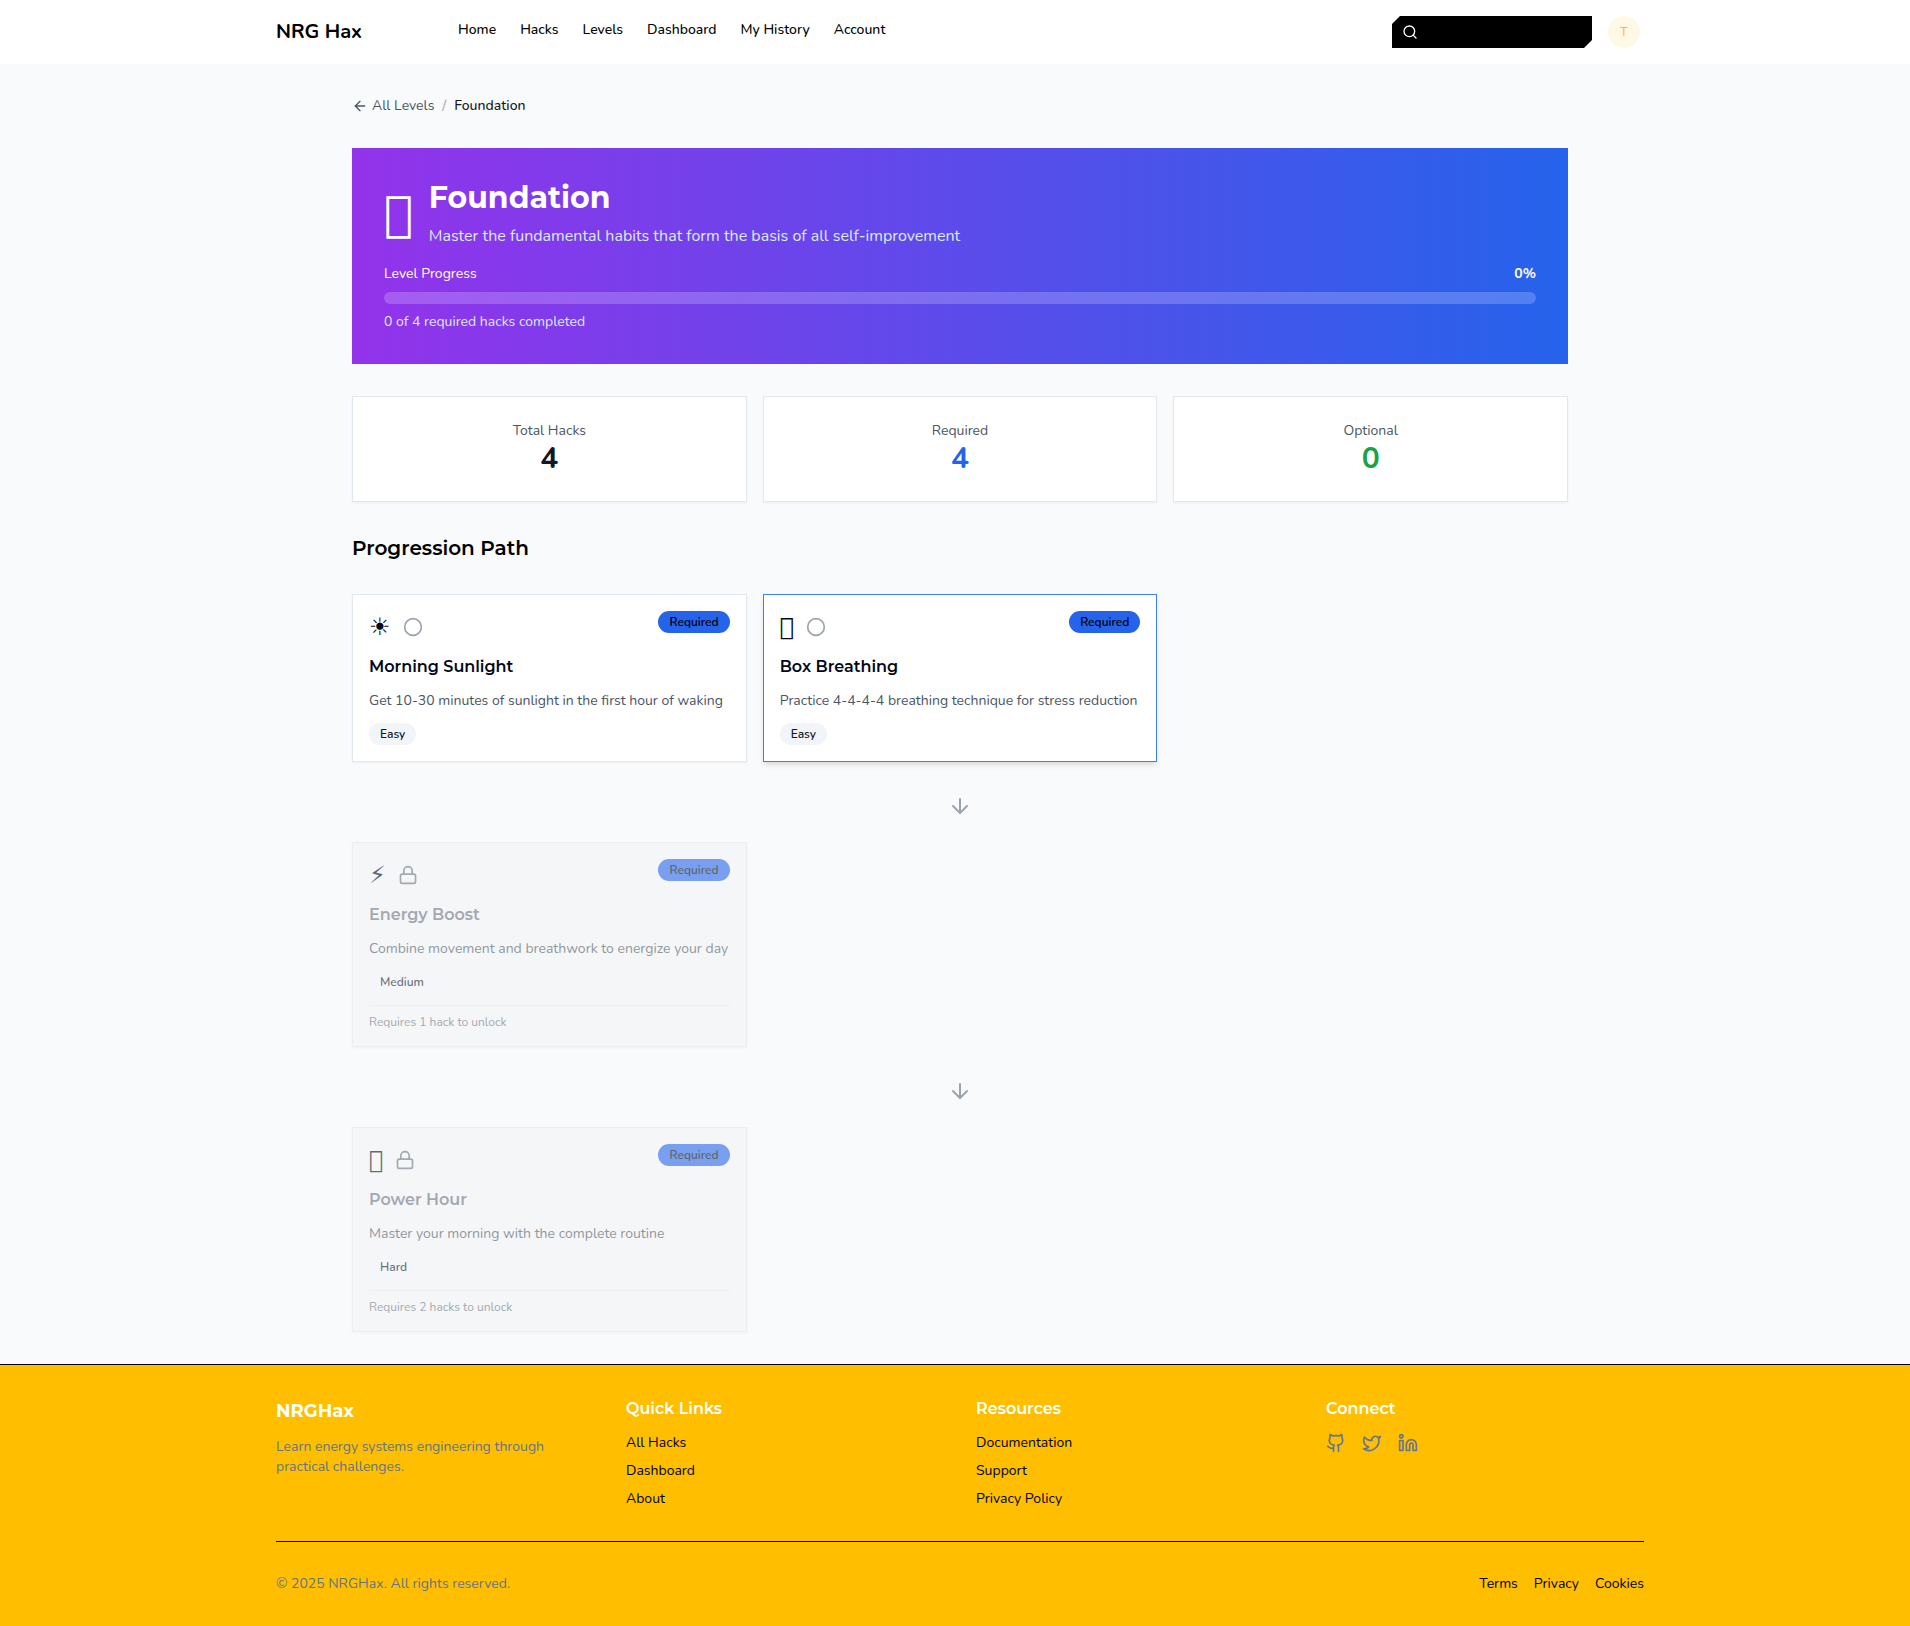 NRG Hax
Home Hacks Levels Dashboard My History Account
T
All Levels / Foundation
Foundation
Master the fundamental habits that form the basis of all self-improvement
Level Progress 0%
0 of 4 required hacks completed
Total Hacks
4
Required
4
Optional
0
Progression Path
Required
Morning Sunlight
Get 10-30 minutes of sunlight in the first hour of waking
Easy
Required
Box Breathing
Practice 4-4-4-4 breathing technique for stress reduction
Easy
Required
Energy Boost
Combine movement and breathwork to energize your day
Medium
Requires 1 hack to unlock
Required
Power Hour
Master your morning with the complete routine
Hard
Requires 2 hacks to unlock
NRGHax
Learn energy systems engineering through
practical challenges.
Quick Links
All Hacks
Dashboard
About
Resources
Documentation
Support
Privacy Policy
Connect
© 2025 NRGHax. All rights reserved.
Terms Privacy Cookies